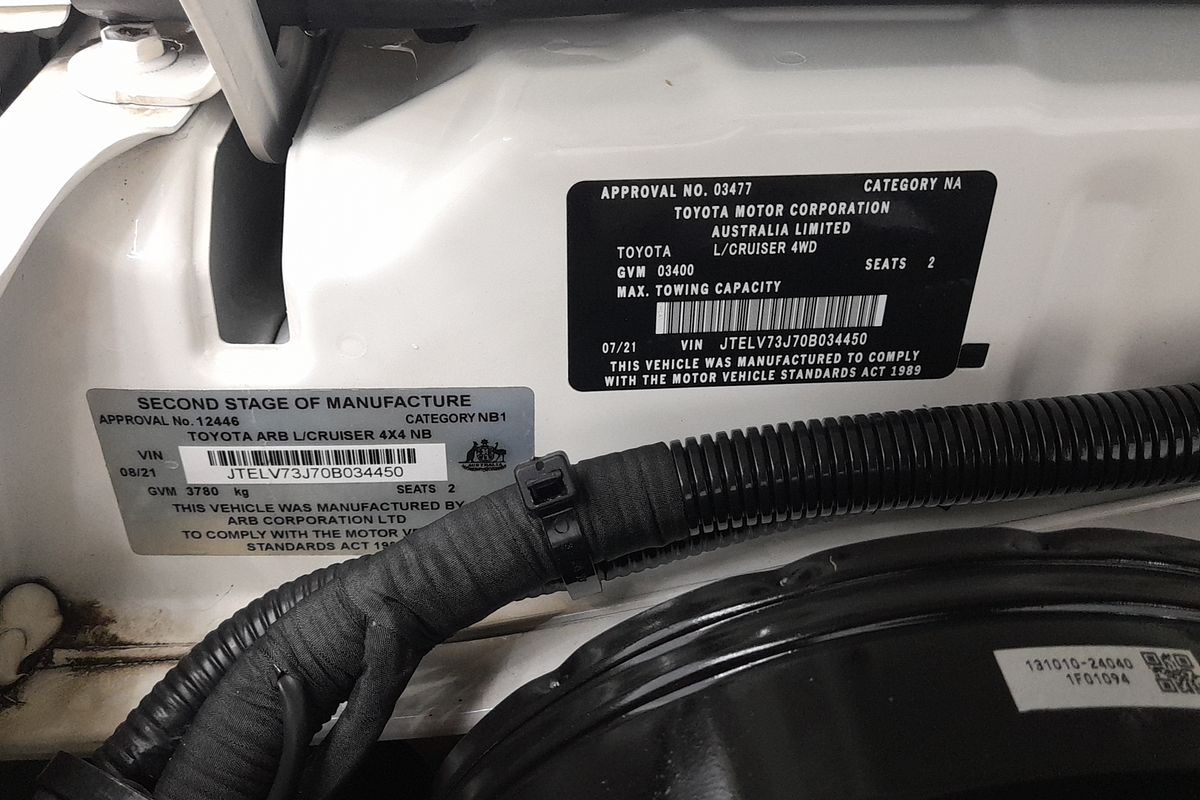 APPROVAL NO. 03477 CATEGORY NA
TOYOTA MOTOR CORPORATION
AUSTRALIA LIMITED
TOYOTA L/CRUISER 4WD
GVM 03400 SEATS 2
MAX. TOWING CAPACITY
07/21 VIN JTELV73J70B034450
THIS VEHICLE WAS MANUFACTURED TO COMPLY
WITH THE MOTOR VEHICLE STANDARDS ACT 1989
SECOND STAGE OF MANUFACTURE
APPROVAL No. 12446 CATEGORY NB1
TOYOTA ARB L/CRUISER 4X4 NB
VIN
08/21 JTELV73J70B034450
AUSTRALIA
GVM 3780 kg SEATS 2
THIS VEHICLE WAS MANUFACTURED BY
ARB CORPORATION LTD
TO COMPLY WITH THE MOTOR VE
STANDARDS ACT 198
131010-24040
1F01094